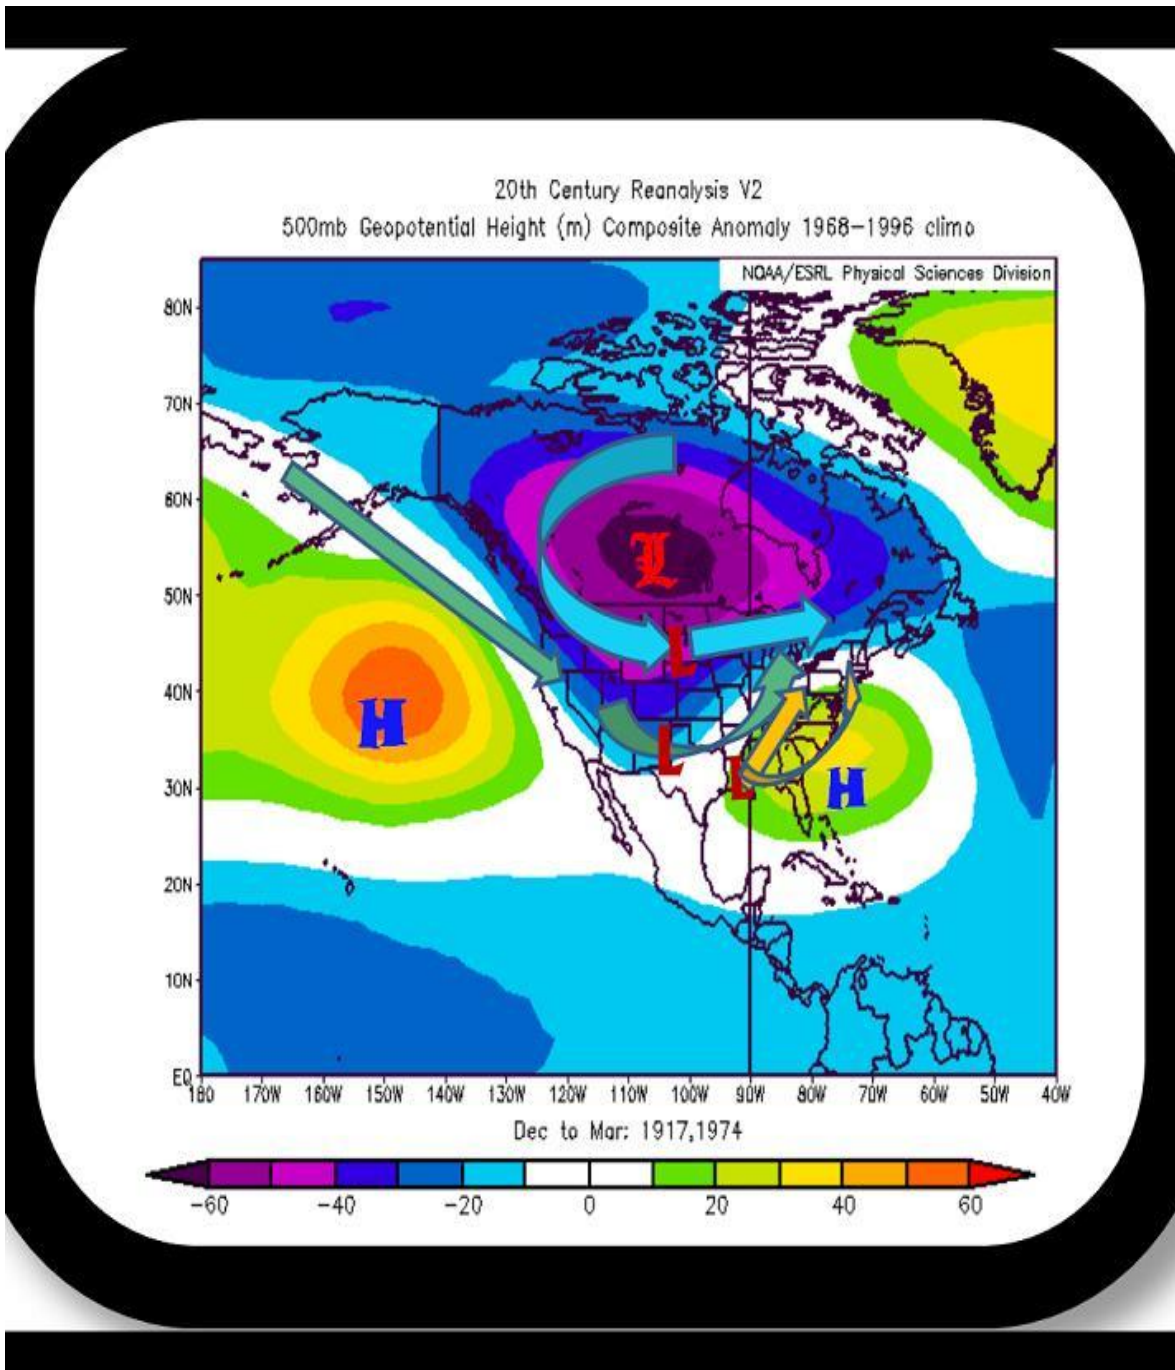 20th Century Reanalysis V2
500mb Geopotential Height (m) Composite Anomaly 1968-1996 climo
NOAA/ESRL Physical Sciences Division
80N
70N
60N
50N
40N
30N
20N
10N
EQ
L
L
H
L
L
H
180 170W 160W 150W 140W 130W 120W 110W 100W 90W 80W 70W 60W 50W 40W
Dec to Mar: 1917,1974
-60 -40 -20 0 20 40 60